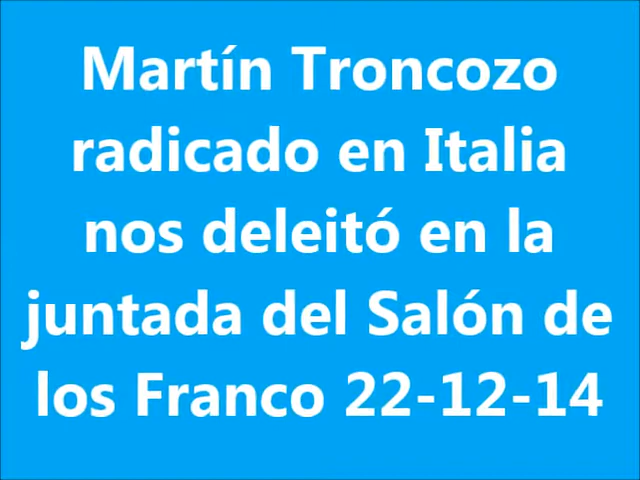 Martín Troncozo
radicado en Italia
nos deleitó en la
juntada del Salón de
los Franco 22-12-14